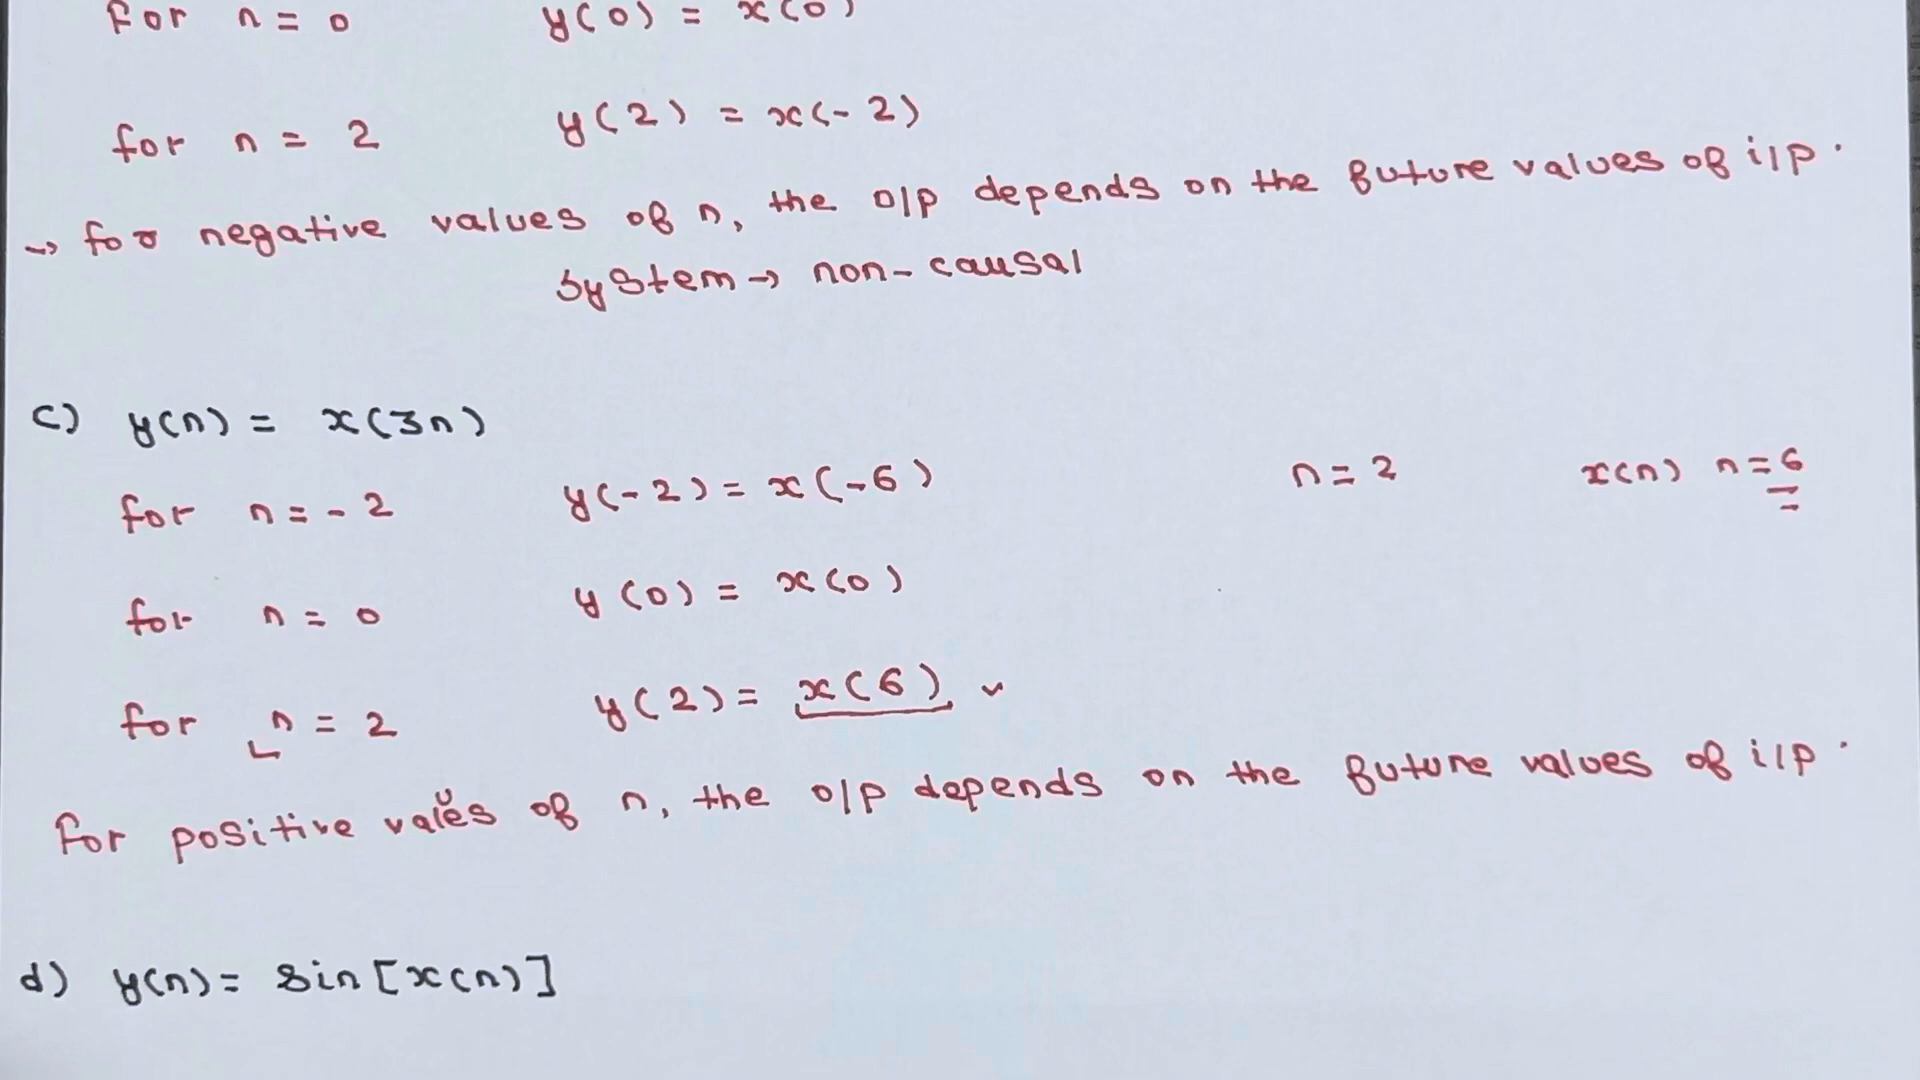 for n = 0 y(0) = x(0)
for n = 2 y(2) = x(-2)
→ for negative values of n, the o/p depends on the future values of i/p.
System → non-causal
c) y(n) = x(3n)
for n = -2 y(-2) = x(-6) n = 2 x(n) n = 6
for n = 0 y(0) = x(0)
for n = 2 y(2) = x(6) ✓
for positive values of n, the o/p depends on the future values of i/p.
d) y(n) = sin[x(n)]